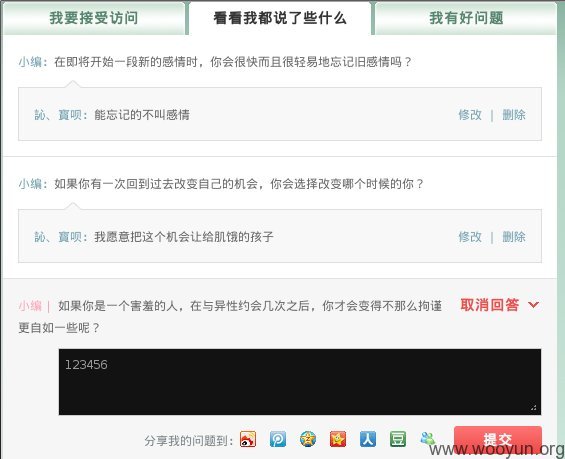 我要接受访问
看看我都说了些什么
我有好问题
小编：在即将开始一段新的感情时，你会很快而且很轻易地忘记旧感情吗？
訫、寶呗：能忘记的不叫感情
修改 | 删除
小编：如果你有一次回到过去改变自己的机会，你会选择改变哪个时候的你？
訫、寶呗：我愿意把这个机会让给肌饿的孩子
修改 | 删除
小编 | 如果你是一个害羞的人，在与异性约会几次之后，你才会变得不那么拘谨
更自如一些呢？
取消回答
123456
分享我的问题到：
提交
www.wooyun.org